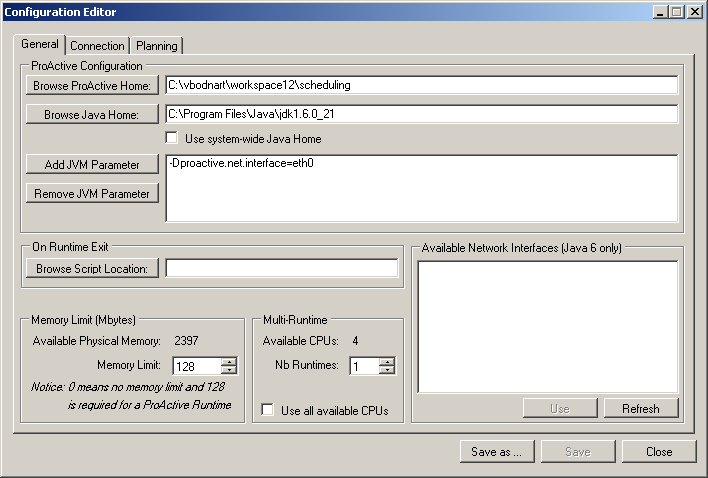 Configuration Editor
General
Connection
Planning
ProActive Configuration
Browse ProActive Home:
C:\vbodnart\workspace12\scheduling
Browse Java Home:
C:\Program Files\Java\jdk1.6.0_21
Use system-wide Java Home
Add JVM Parameter
-Dproactive.net.interface=eth0
Remove JVM Parameter
On Runtime Exit
Browse Script Location:
Available Network Interfaces (Java 6 only)
Memory Limit (Mbytes)
Available Physical Memory: 2397
Memory Limit: 128
Notice: 0 means no memory limit and 128
is required for a ProActive Runtime
Multi-Runtime
Available CPUs: 4
Nb Runtimes: 1
Use all available CPUs
Use
Refresh
Save as ...
Save
Close